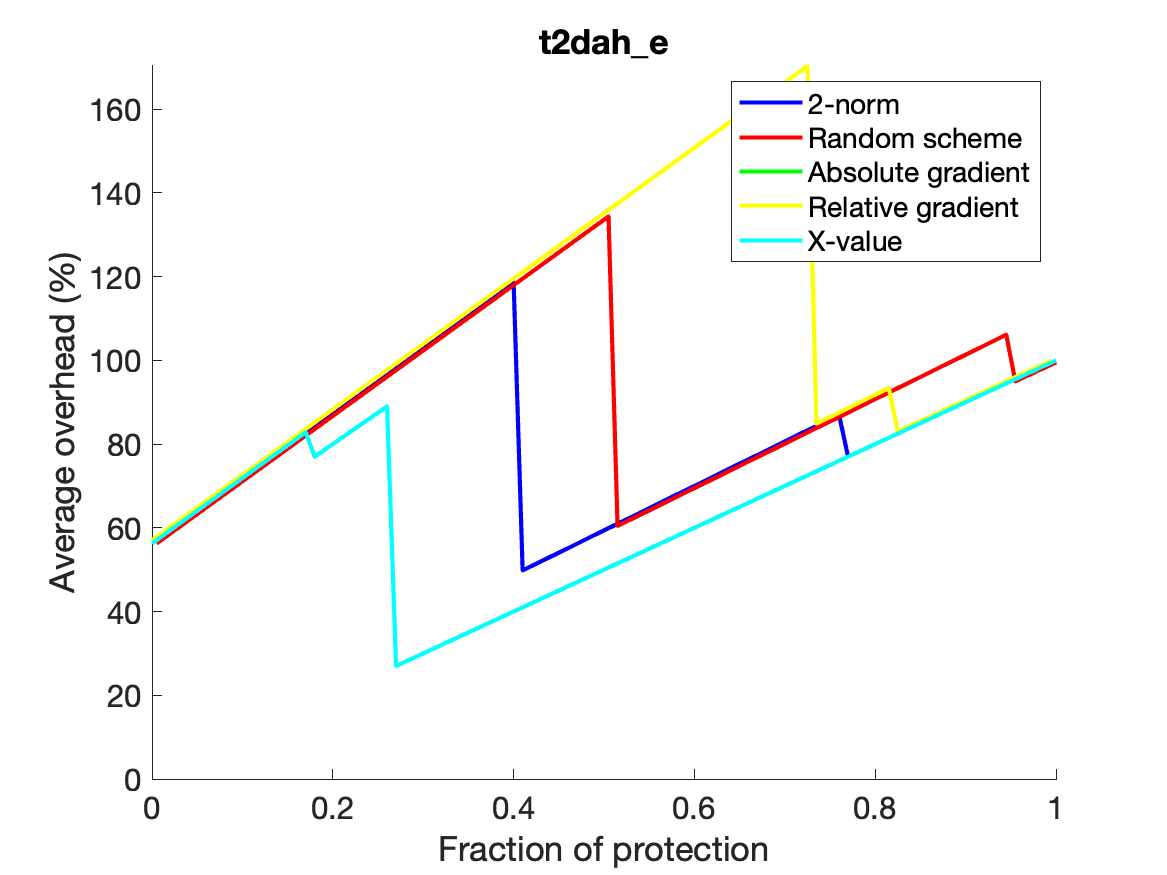 t2dah_e
Average overhead (%)
160
140
120
100
80
60
40
20
0
0 0.2 0.4 0.6 0.8 1
Fraction of protection
2-norm
Random scheme
Absolute gradient
Relative gradient
X-value